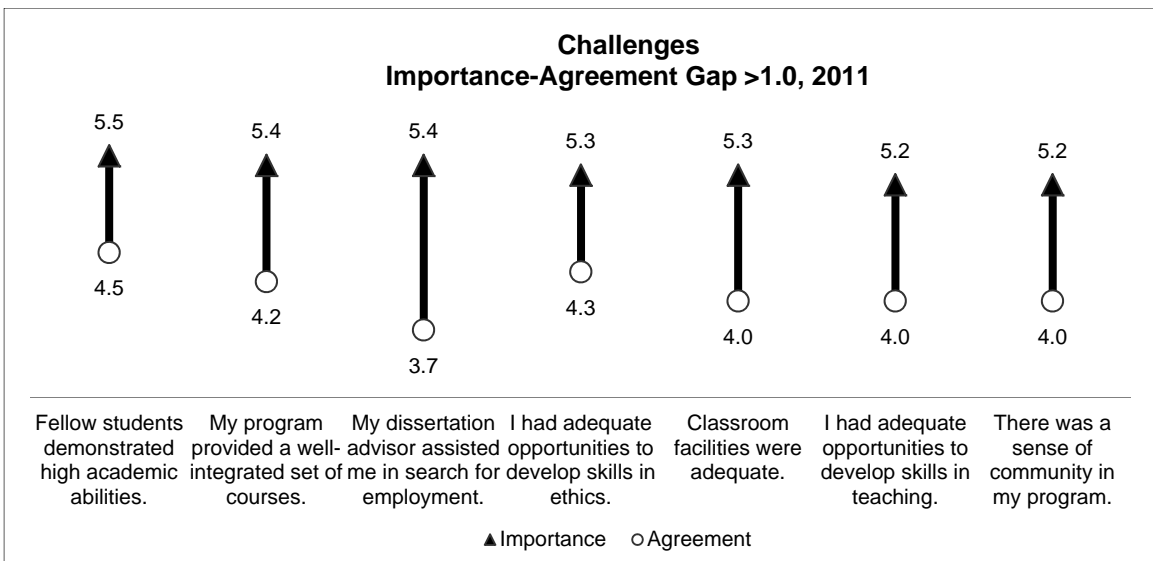 Challenges
Importance-Agreement Gap >1.0, 2011
5.5
5.4
5.4
5.3
5.3
5.2
5.2
4.5
4.2
3.7
4.3
4.0
4.0
4.0
Fellow students
demonstrated
high academic
abilities.
My program
provided a well-
integrated set of
courses.
My dissertation
advisor assisted
me in search for
employment.
I had adequate
opportunities to
develop skills in
ethics.
Classroom
facilities were
adequate.
I had adequate
opportunities to
develop skills in
teaching.
There was a
sense of
community in
my program.
Importance
Agreement